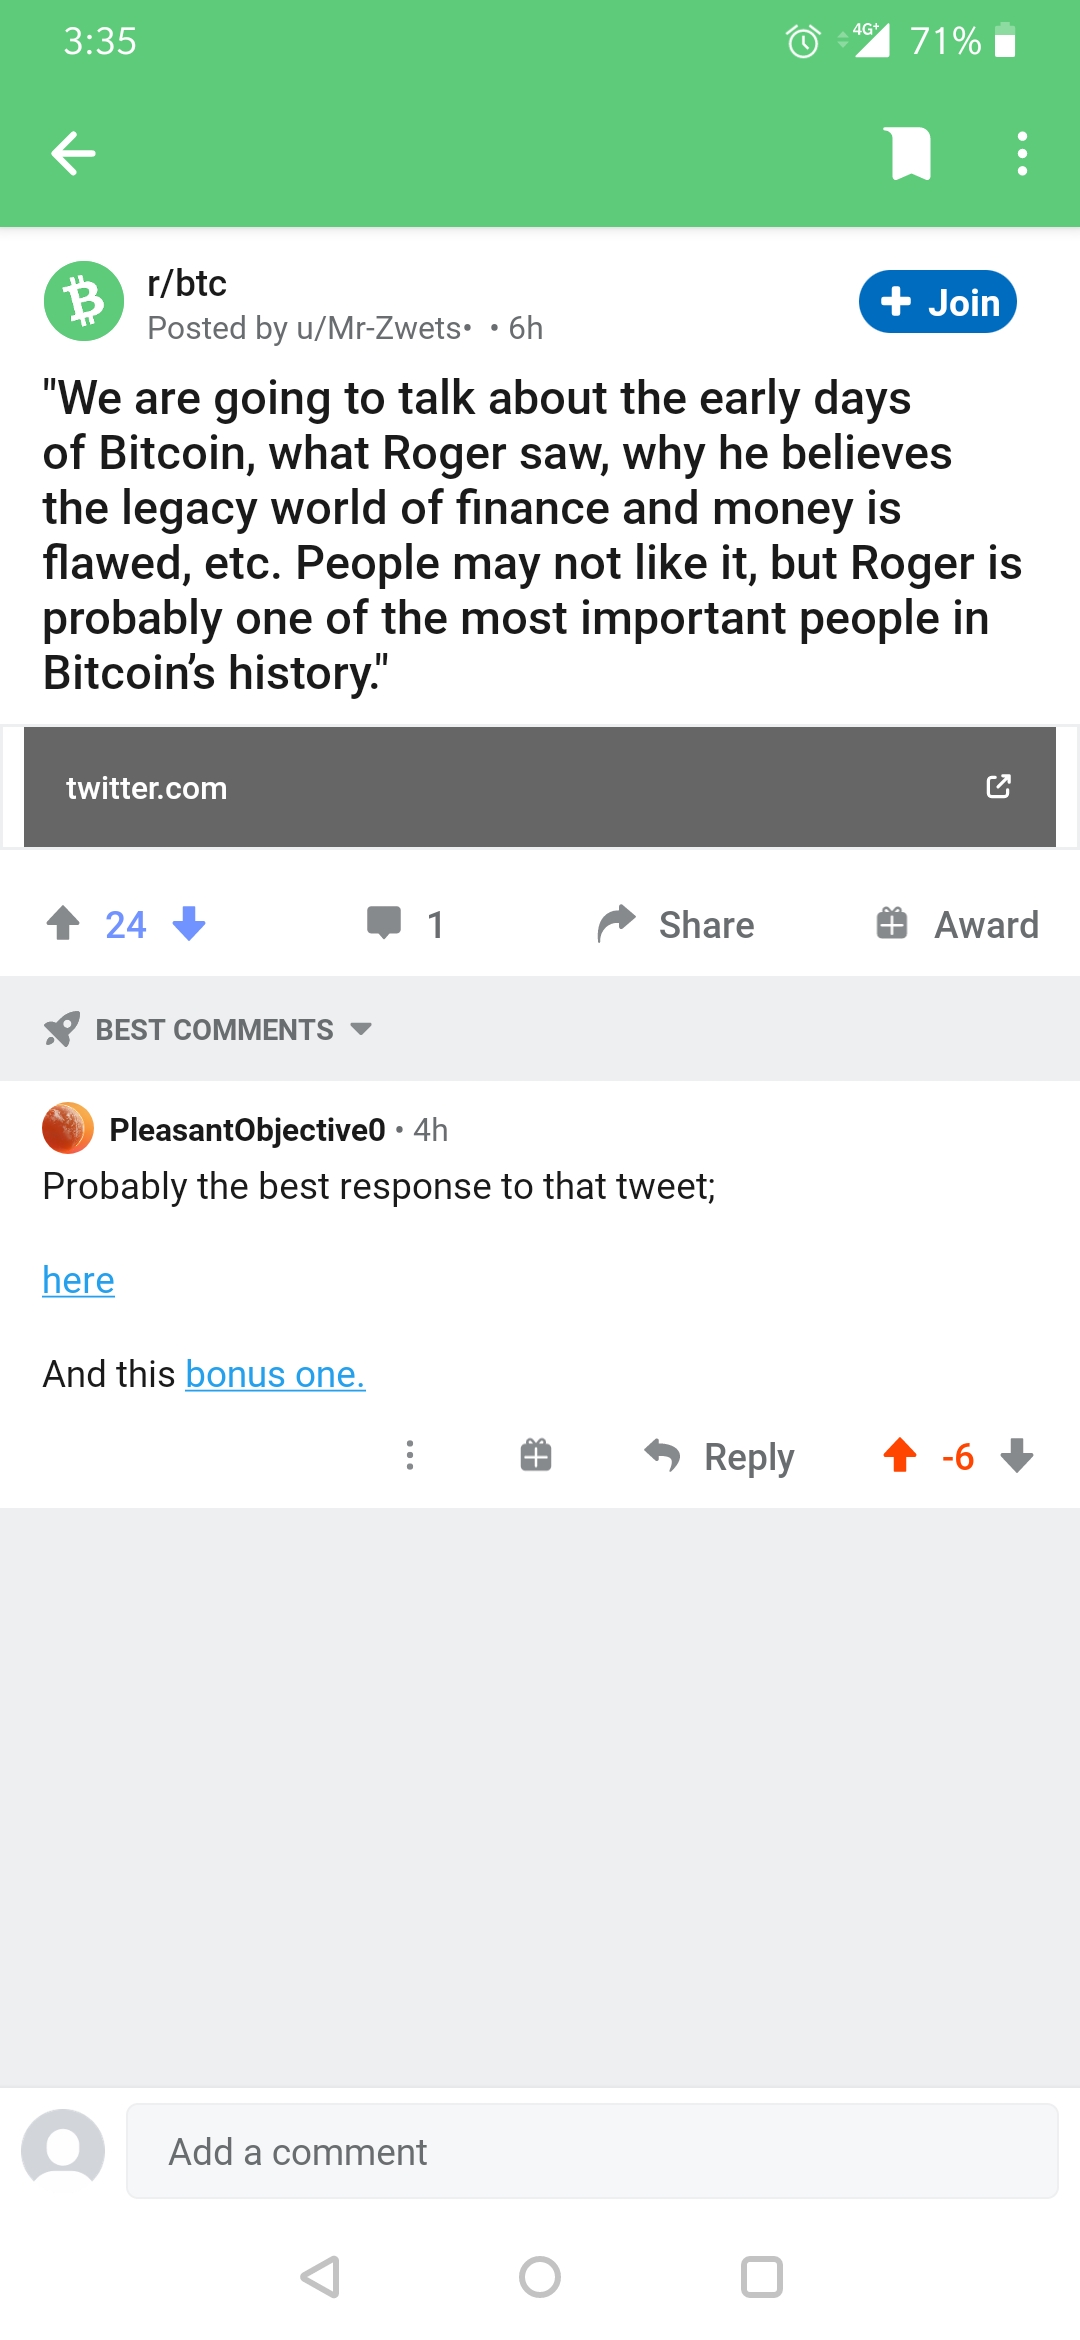 3:35
4G+ 71%
r/btc
Posted by u/Mr-Zwets• • 6h
Join
"We are going to talk about the early days
of Bitcoin, what Roger saw, why he believes
the legacy world of finance and money is
flawed, etc. People may not like it, but Roger is
probably one of the most important people in
Bitcoin’s history."
twitter.com
24
1
Share
Award
BEST COMMENTS
PleasantObjective0 • 4h
Probably the best response to that tweet;
here
And this bonus one.
Reply
-6
Add a comment